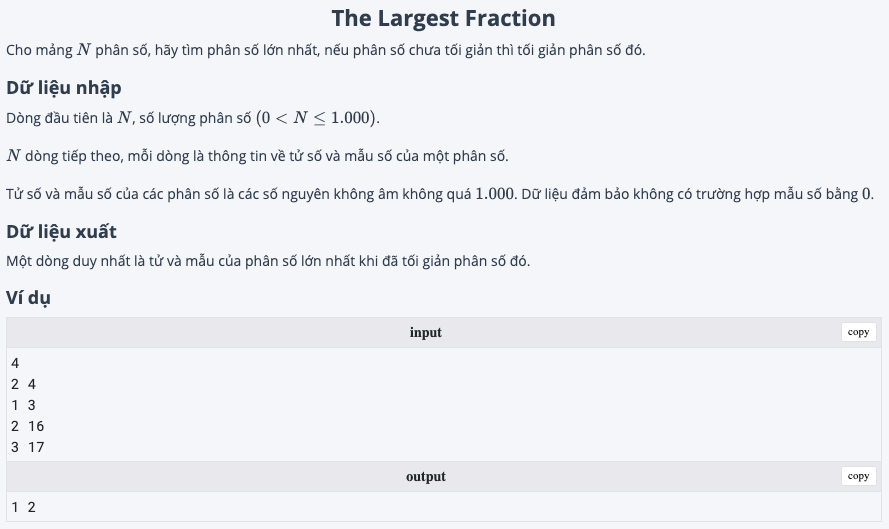 The Largest Fraction
Cho mảng N phân số, hãy tìm phân số lớn nhất, nếu phân số chưa tối giản thì tối giản phân số đó.
Dữ liệu nhập
Dòng đầu tiên là N, số lượng phân số (0 < N ≤ 1.000).
N dòng tiếp theo, mỗi dòng là thông tin về tử số và mẫu số của một phân số.
Tử số và mẫu số của các phân số là các số nguyên không âm không quá 1.000. Dữ liệu đảm bảo không có trường hợp mẫu số bằng 0.
Dữ liệu xuất
Một dòng duy nhất là tử và mẫu của phân số lớn nhất khi đã tối giản phân số đó.
Ví dụ
input copy
4
2 4
1 3
2 16
3 17
output copy
1 2